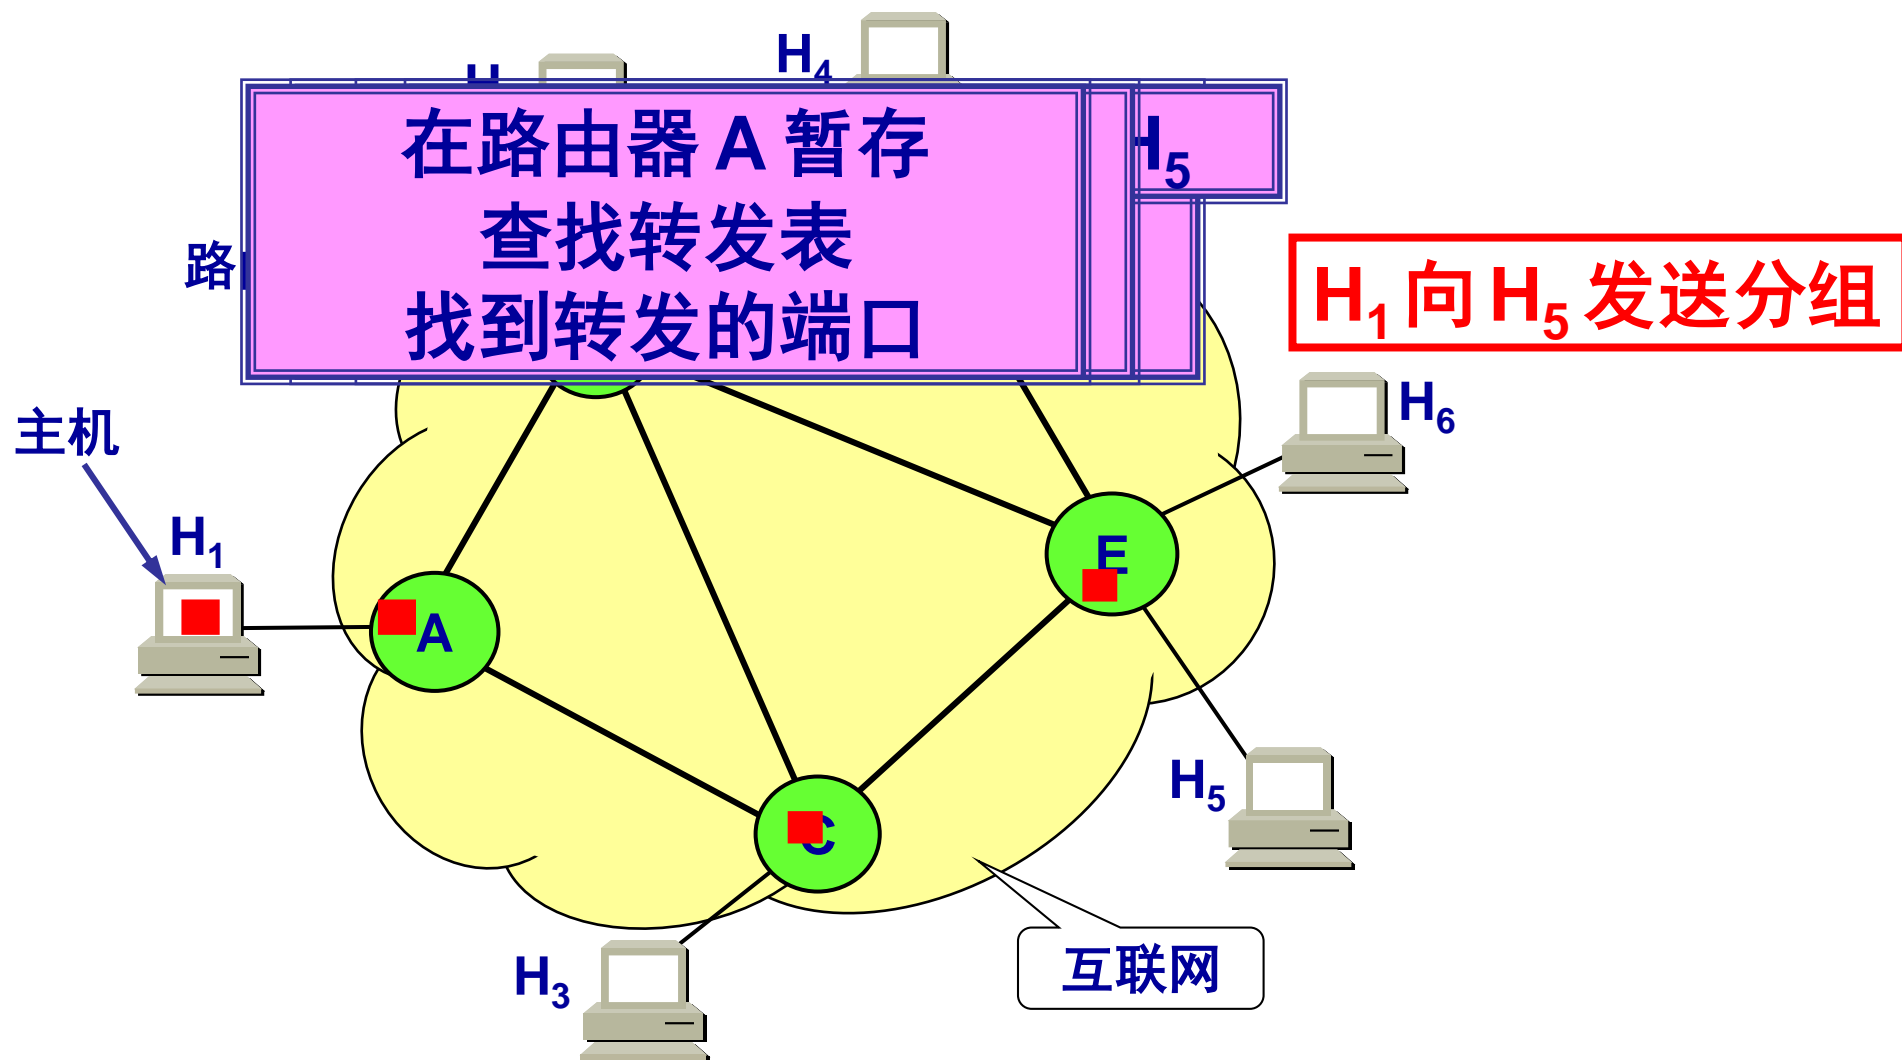 H4
在路由器 A 暂存
H5
查找转发表
找到转发的端口
路
H1 向 H5 发送分组
主机
H6
H1
E
A
H5
C
互联网
H3